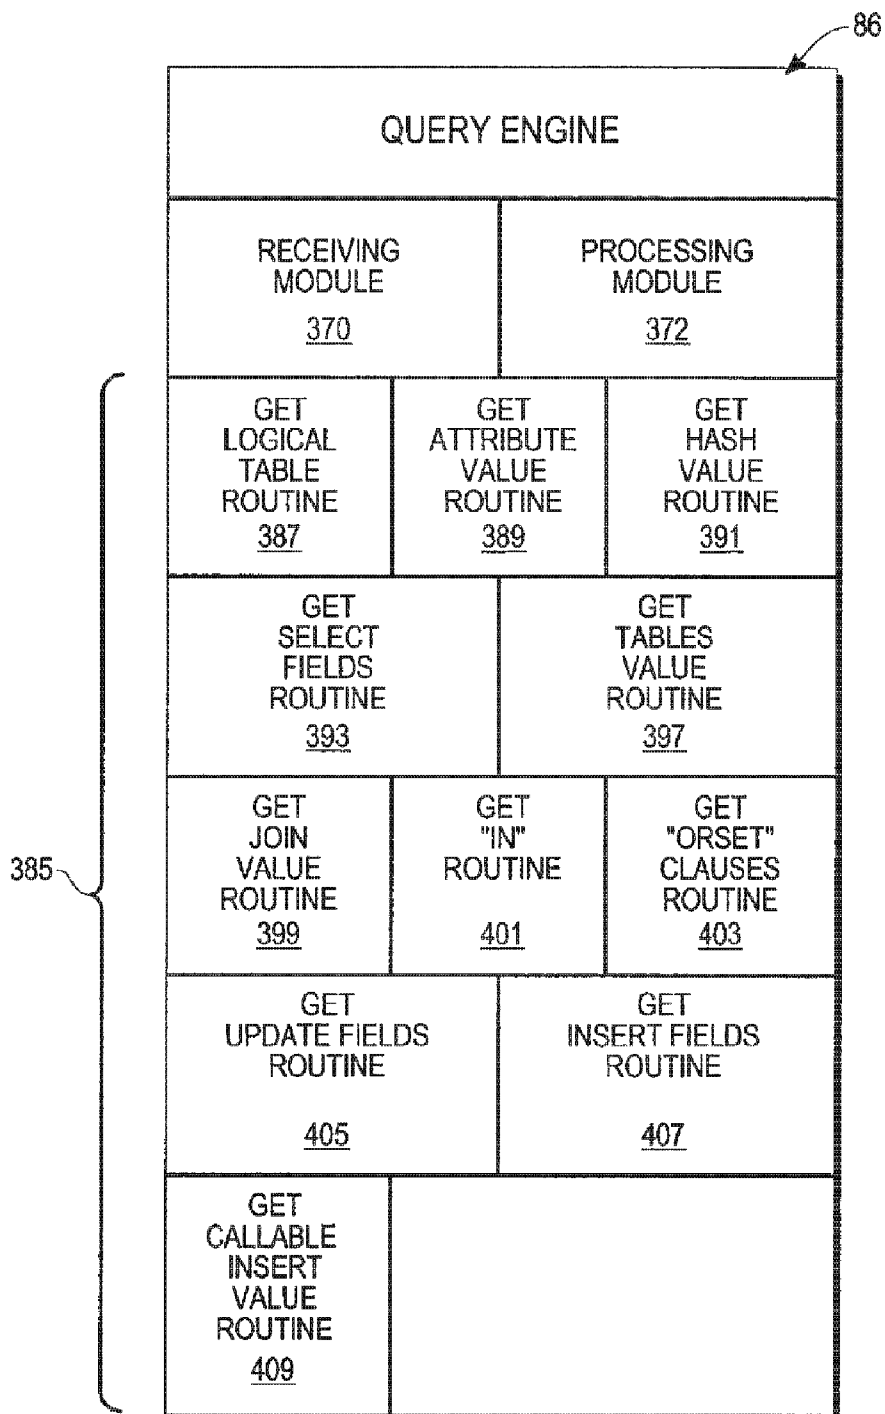 86
QUERY ENGINE
RECEIVING
MODULE
370
PROCESSING
MODULE
372
GET
LOGICAL
TABLE
ROUTINE
387
GET
ATTRIBUTE
VALUE
ROUTINE
389
GET
HASH
VALUE
ROUTINE
391
GET
SELECT
FIELDS
ROUTINE
393
GET
TABLES
VALUE
ROUTINE
397
385
GET
JOIN
VALUE
ROUTINE
399
GET
"IN"
ROUTINE
401
GET
"ORSET"
CLAUSES
ROUTINE
403
GET
UPDATE FIELDS
ROUTINE
405
GET
INSERT FIELDS
ROUTINE
407
GET
CALLABLE
INSERT
VALUE
ROUTINE
409